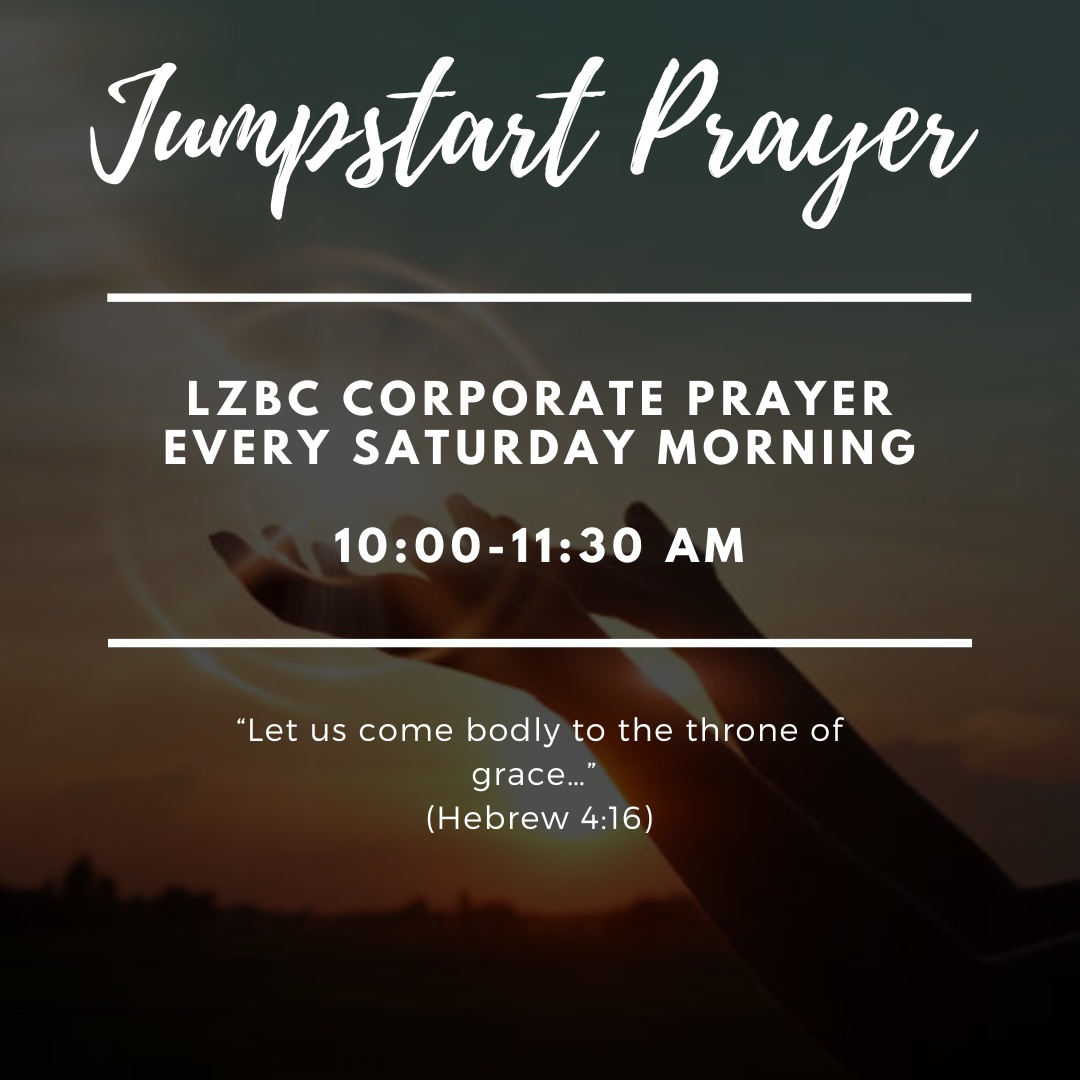 Jumpstart Prayer
LZBC CORPORATE PRAYER
EVERY SATURDAY MORNING
10:00-11:30 AM
“Let us come bodly to the throne of
grace...”
(Hebrew 4:16)